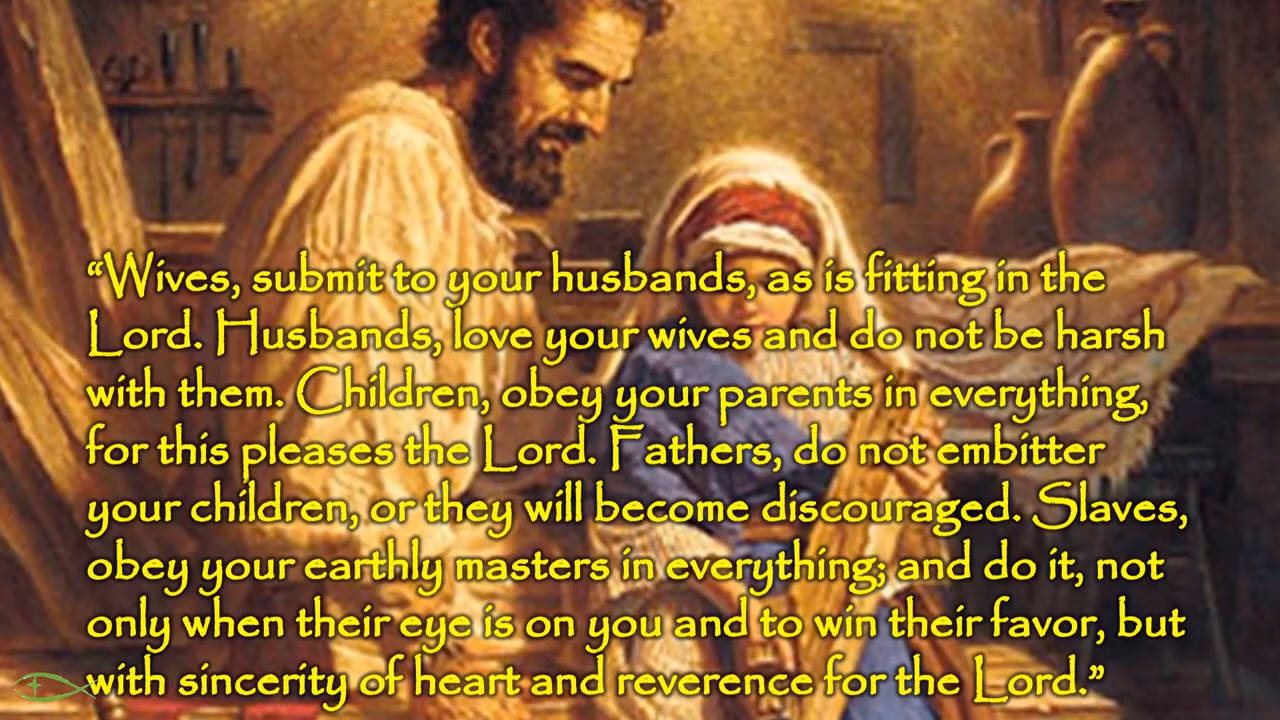 “Wives, submit to your husbands, as is fitting in the
Lord. Husbands, love your wives and do not be harsh
with them. Children, obey your parents in everything,
for this pleases the Lord. Fathers, do not embitter
your children, or they will become discouraged. Slaves,
obey your earthly masters in everything; and do it, not
only when their eye is on you and to win their favor, but
with sincerity of heart and reverence for the Lord.”